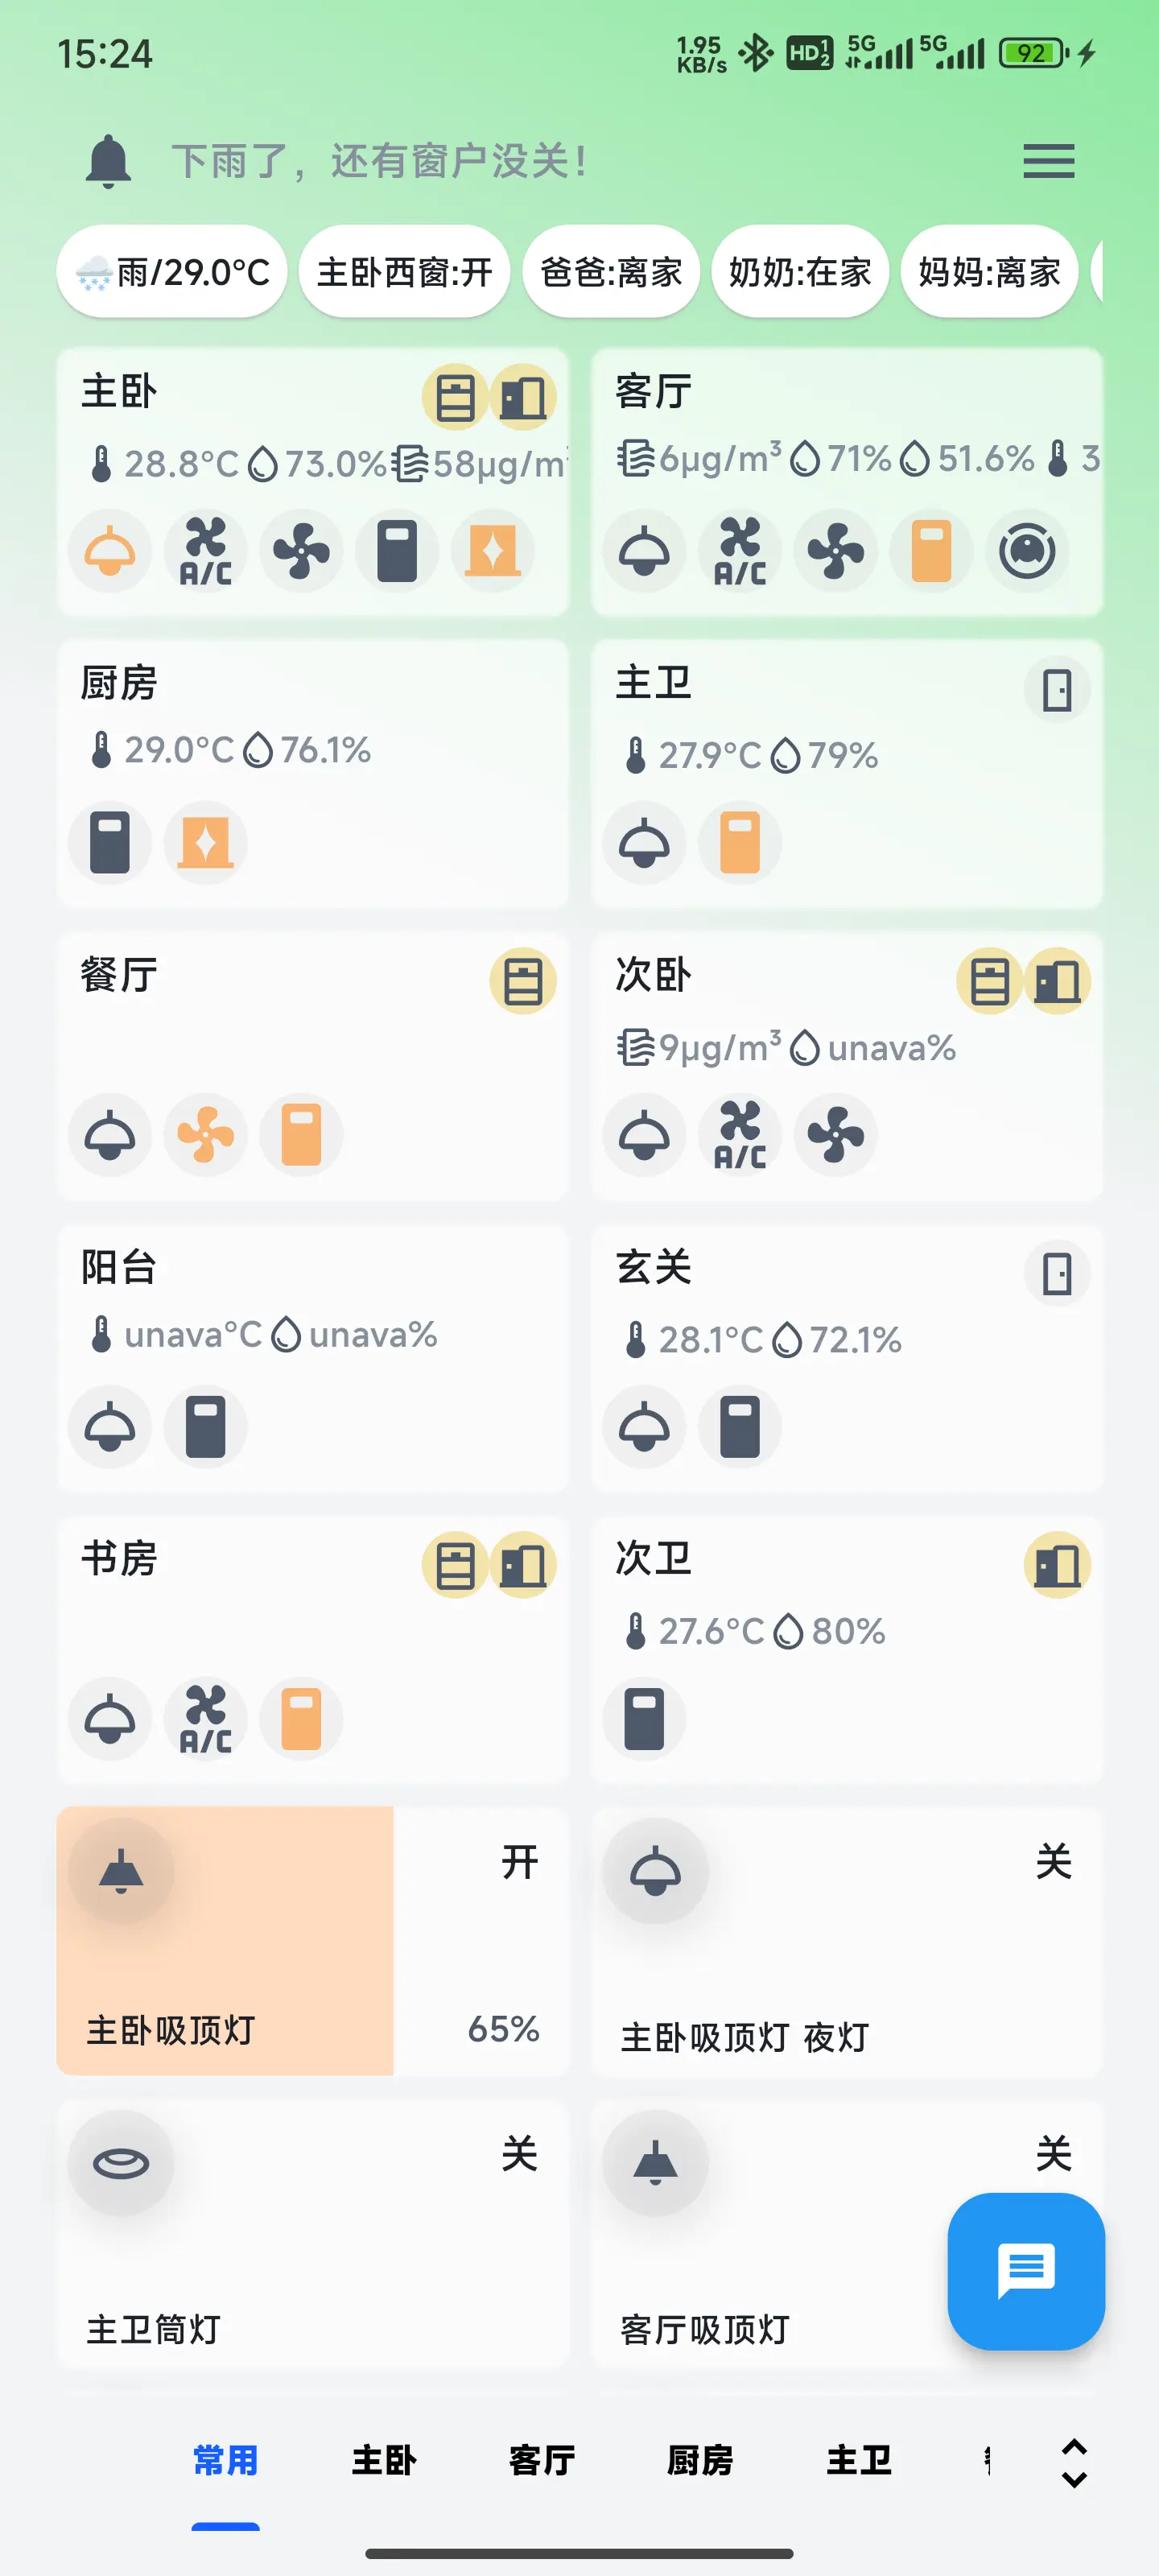 15:24
1.95 KB/s HD 1 2 5G 5G 92
下雨了，还有窗户没关！
雨/29.0°C 主卧西窗:开 爸爸:离家 奶奶:在家 妈妈:离家
主卧
28.8°C 73.0% 58µg/m
A/C
客厅
6µg/m³ 71% 51.6% 3
A/C
厨房
29.0°C 76.1%
主卫
27.9°C 79%
餐厅
次卧
9µg/m³ unava%
A/C
阳台
unava°C unava%
玄关
28.1°C 72.1%
书房
A/C
次卫
27.6°C 80%
开
主卧吸顶灯 65%
关
主卧吸顶灯 夜灯
关
主卫筒灯
关
客厅吸顶灯
常用 主卧 客厅 厨房 主卫